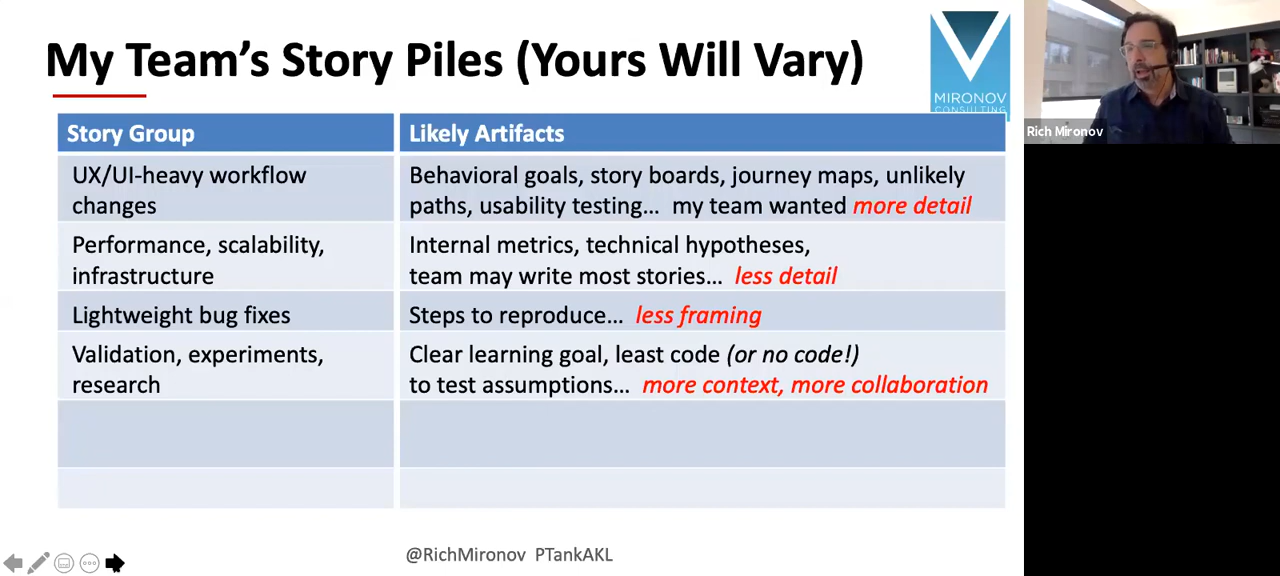 My Team's Story Piles (Yours Will Vary)
MIRONOV
CONSULTING
Rich Mironov
Story Group
Likely Artifacts
UX/UI-heavy workflow
changes
Behavioral goals, story boards, journey maps, unlikely
paths, usability testing… my team wanted more detail
Performance, scalability,
infrastructure
Internal metrics, technical hypotheses,
team may write most stories… less detail
Lightweight bug fixes
Steps to reproduce… less framing
Validation, experiments,
research
Clear learning goal, least code (or no code!)
to test assumptions… more context, more collaboration
@RichMironov PTankAKL